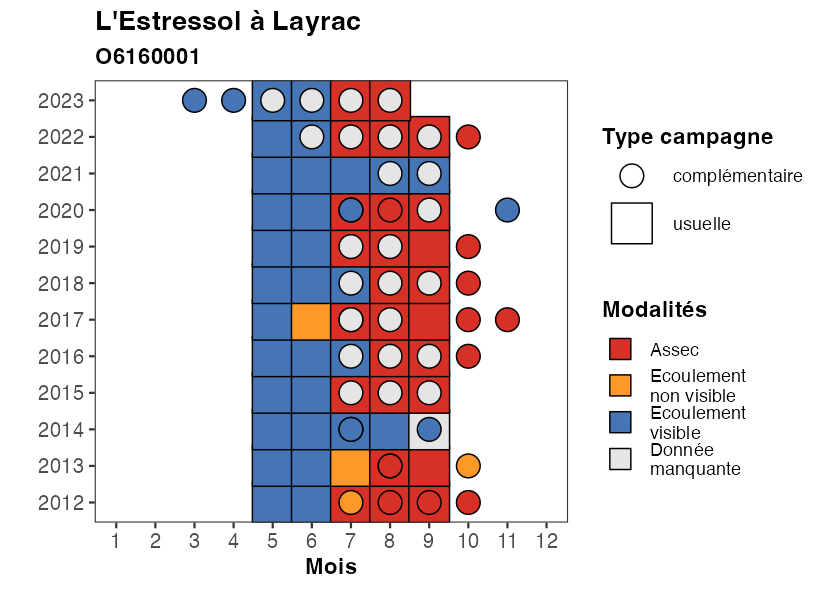 L'Estressol à Layrac
O6160001
2023
2022
2021
2020
2019
2018
2017
2016
2015
2014
2013
2012
1 2 3 4 5 6 7 8 9 10 11 12
Mois
Type campagne
complémentaire
usuelle
Modalités
Assec
Ecoulement
non visible
Ecoulement
visible
Donnée
manquante